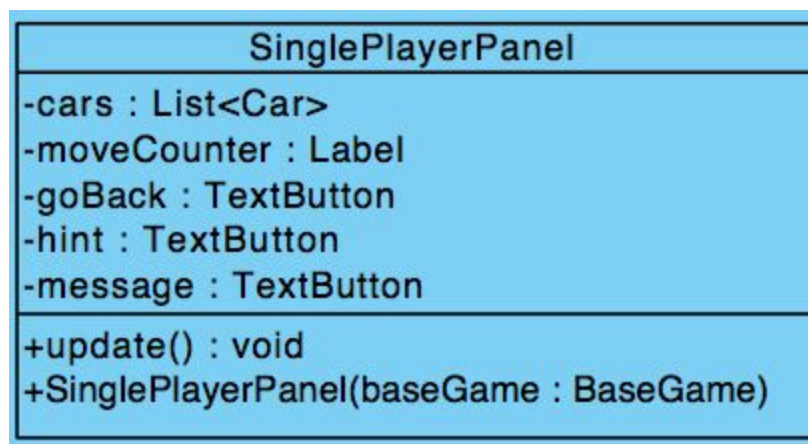 SinglePlayerPanel
-cars : List<Car>
-moveCounter : Label
-goBack : TextButton
-hint : TextButton
-message : TextButton
+update() : void
+SinglePlayerPanel(baseGame : BaseGame)